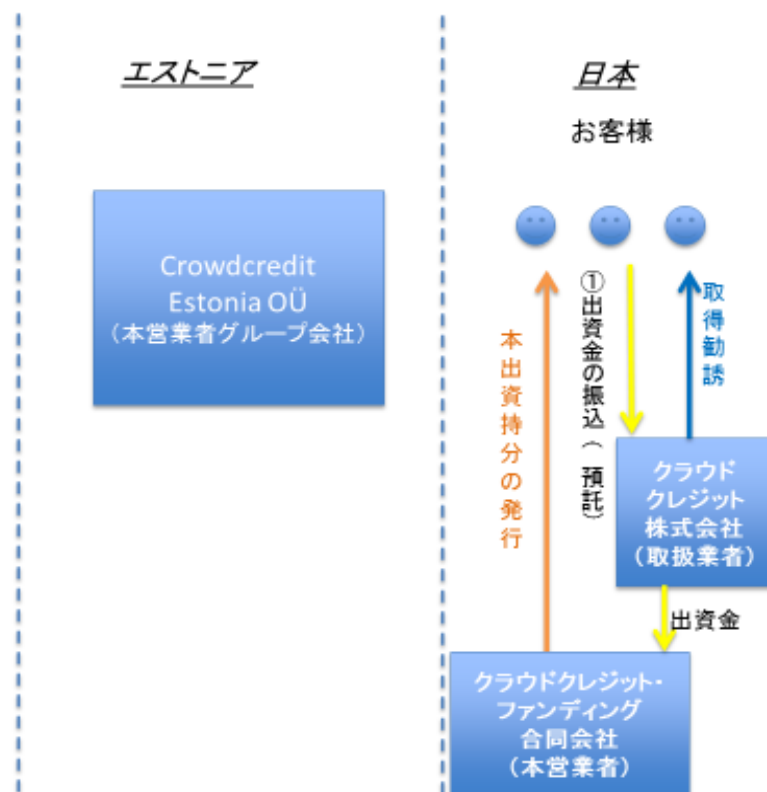 エストニア
日本
お客様
Crowdcredit
Estonia OÜ
（本営業者グループ会社）
本出資持分の発行
①出資金の振込（預託）
取得勧誘
クラウド
クレジット
株式会社
（取扱業者）
出資金
クラウドクレジット・
ファンディング
合同会社
（本営業者）